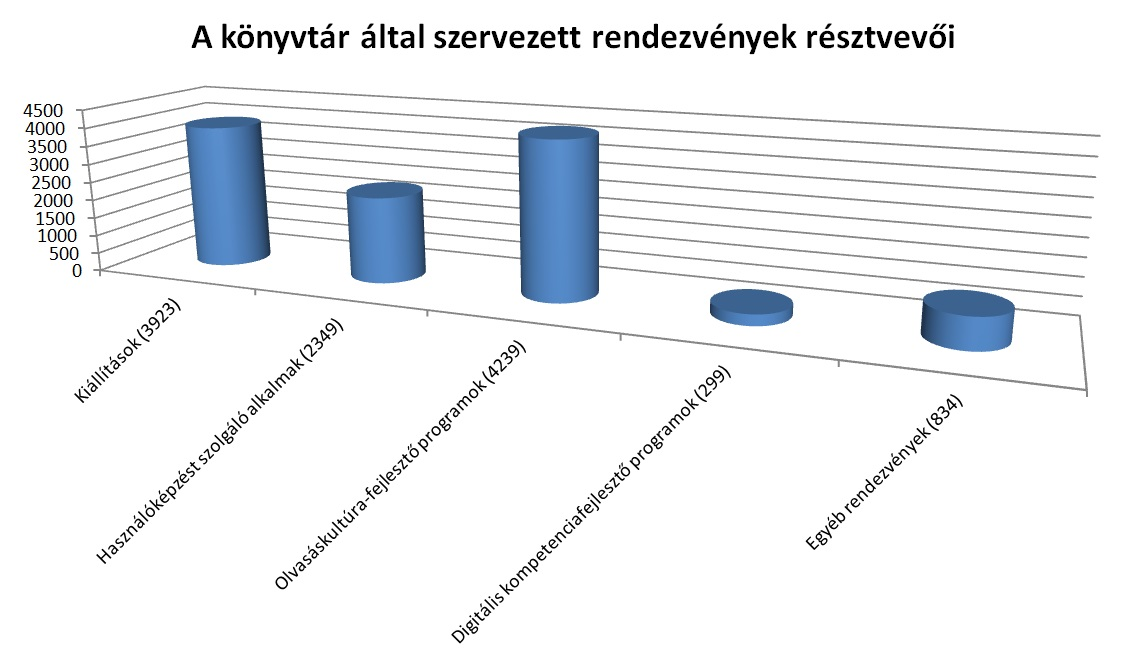 A könyvtár által szervezett rendezvények résztvevői
4500
4000
3500
3000
2500
2000
1500
1000
500
0
Kiállítások (3923)
Használóképzést szolgáló alkalmak (2349)
Olvasáskultúra-fejlesztő programok (4239)
Digitális kompetenciafejlesztő programok (299)
Egyéb rendezvények (834)